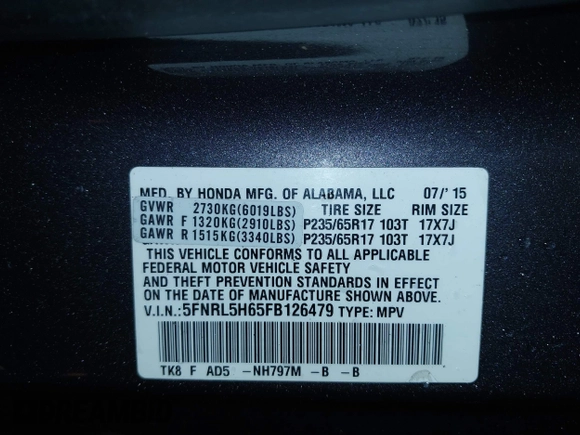 MFD. BY HONDA MFG. OF ALABAMA, LLC 07/'15
GVWR 2730KG(6019LBS) TIRE SIZE RIM SIZE
GAWR F 1320KG(2910LBS) P235/65R17 103T 17X7J
GAWR R 1515KG(3340LBS) P235/65R17 103T 17X7J
THIS VEHICLE CONFORMS TO ALL APPLICABLE
FEDERAL MOTOR VEHICLE SAFETY
AND THEFT PREVENTION STANDARDS IN EFFECT
ON THE DATE OF MANUFACTURE SHOWN ABOVE.
V.I.N.:5FNRL5H65FB126479 TYPE: MPV
TK8 F AD5 -NH797M -B -B